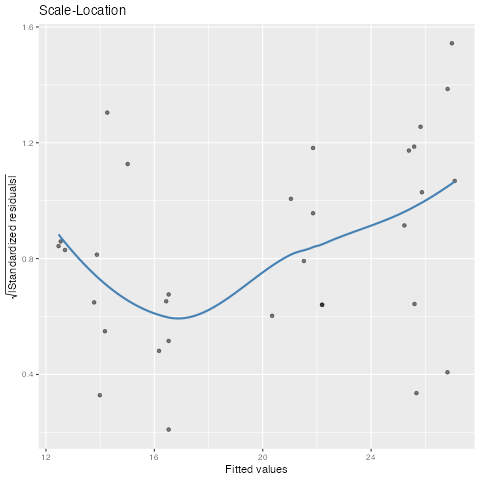 Scale-Location
√|Standardized residuals|
1.6
1.2
0.8
0.4
12
16
20
24
Fitted values